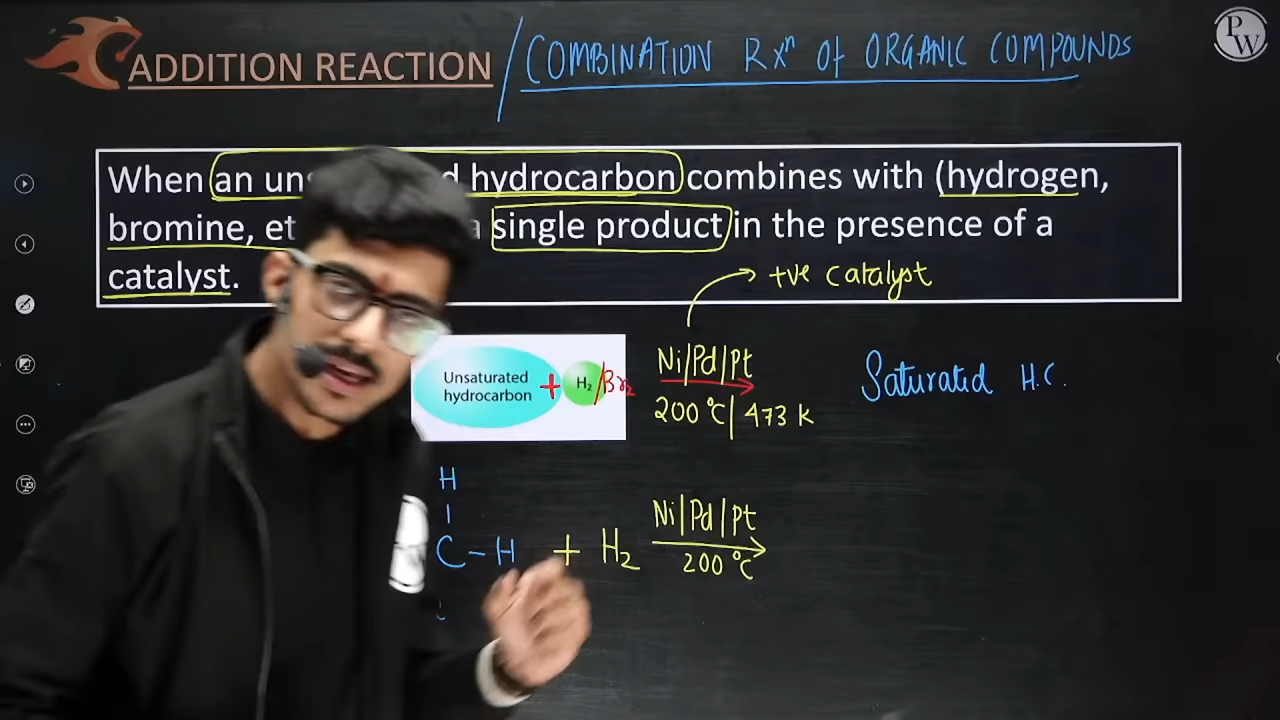 ADDITION REACTION / COMBINATION Rxⁿ Of ORGANIC COMPOUNDS
PW
When an uns d hydrocarbon combines with (hydrogen,
bromine, et a single product in the presence of a
catalyst.
+ve catalyst
Unsaturated
hydrocarbon + H₂/Br₂
Ni/Pd/Pt
200°C/473 K
Saturated H.C.
H
|
C-H + H₂
Ni/Pd/Pt
200°C